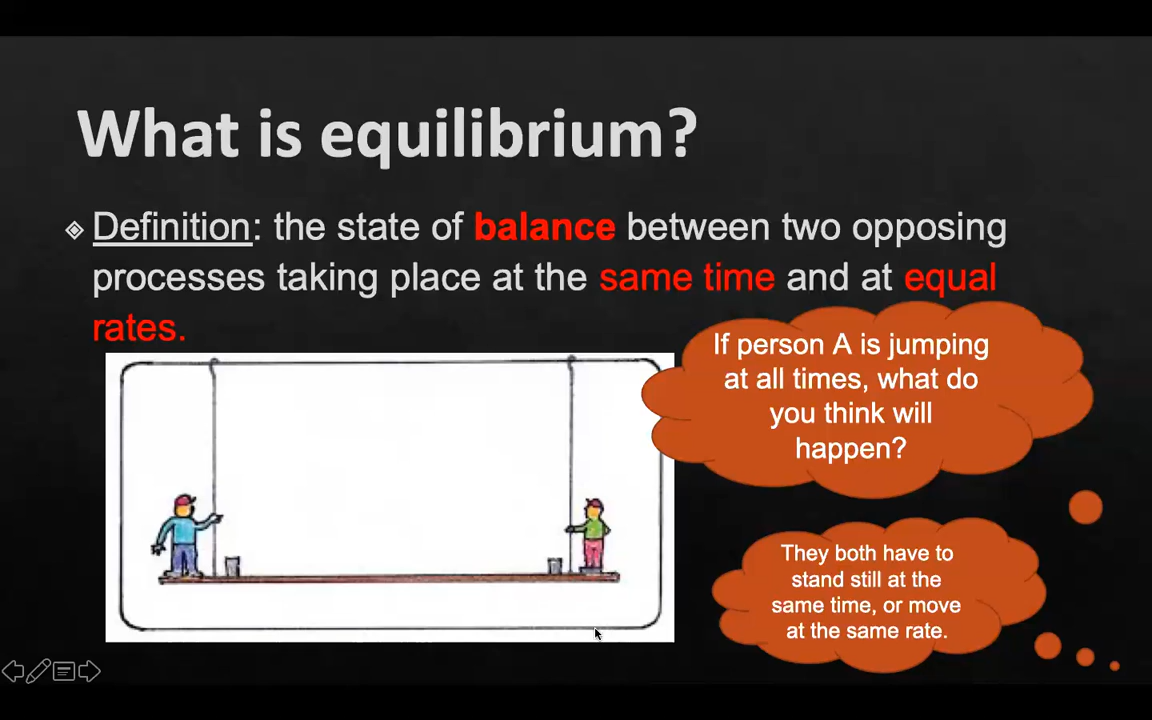 What is equilibrium?
Definition: the state of balance between two opposing
processes taking place at the same time and at equal
rates.
If person A is jumping
at all times, what do
you think will
happen?
They both have to
stand still at the
same time, or move
at the same rate.